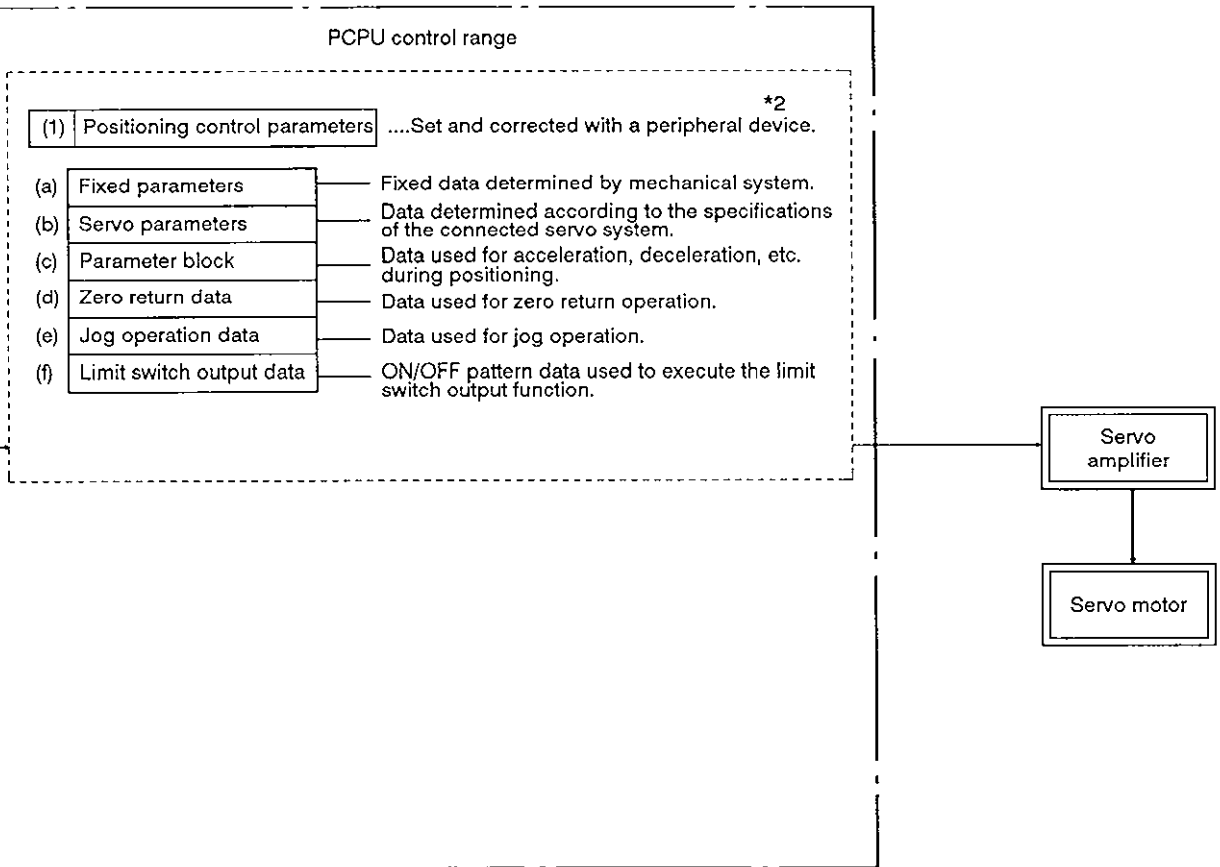 PCPU control range
*2
(1) Positioning control parameters ....Set and corrected with a peripheral device.
(a) Fixed parameters Fixed data determined by mechanical system.
(b) Servo parameters Data determined according to the specifications
of the connected servo system.
(c) Parameter block Data used for acceleration, deceleration, etc.
during positioning.
(d) Zero return data Data used for zero return operation.
(e) Jog operation data Data used for jog operation.
(f) Limit switch output data ON/OFF pattern data used to execute the limit
switch output function.
Servo
amplifier
Servo motor